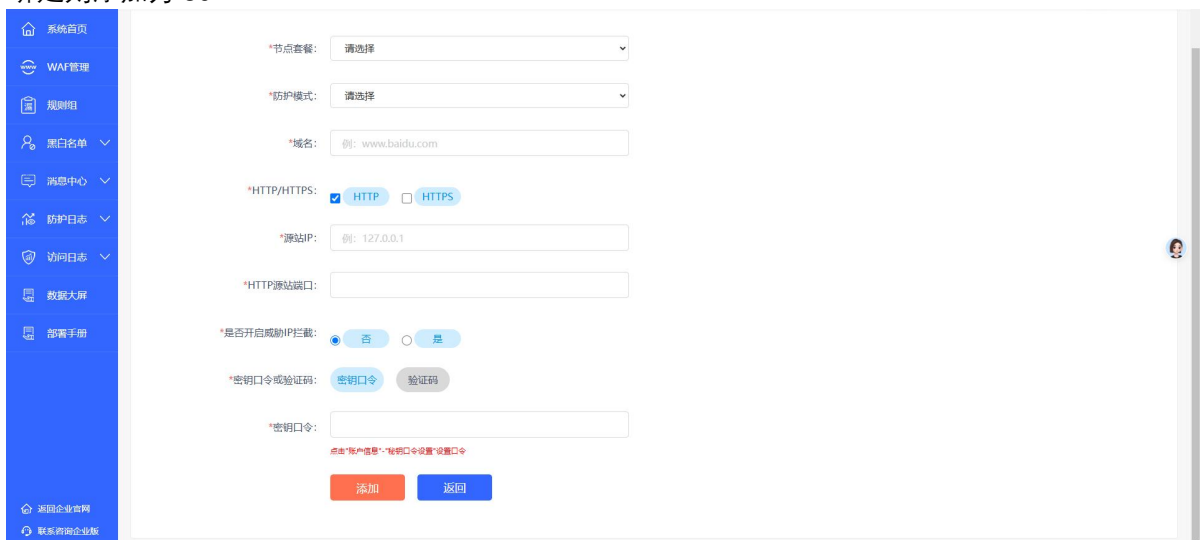 系统首页
WAF管理
规则组
黑白名单
消息中心
防护日志
访问日志
数据大屏
部署手册
返回企业官网
联系咨询企业版
*节点套餐: 请选择
*防护模式: 请选择
*域名: 例: www.baidu.com
*HTTP/HTTPS: HTTP HTTPS
*源站IP: 例: 127.0.0.1
*HTTP源站端口:
*是否开启威胁IP拦截: 否 是
*密钥口令或验证码: 密钥口令 验证码
*密钥口令:
点击"账户信息"-"秘钥口令设置"设置口令
添加 返回